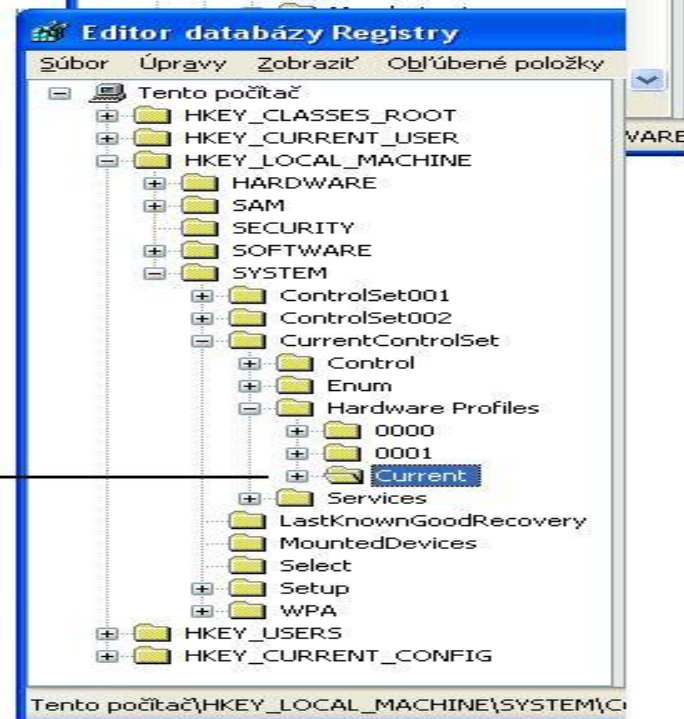 Editor databázy Registry
Súbor Úpravy Zobraziť Obľúbené položky
Tento počítač
HKEY_CLASSES_ROOT
HKEY_CURRENT_USER
VARE
HKEY_LOCAL_MACHINE
HARDWARE
SAM
SECURITY
SOFTWARE
SYSTEM
ControlSet001
ControlSet002
CurrentControlSet
Control
Enum
Hardware Profiles
0000
0001
Current
Services
LastKnownGoodRecovery
MountedDevices
Select
Setup
WPA
HKEY_USERS
HKEY_CURRENT_CONFIG
Tento počítač\HKEY_LOCAL_MACHINE\SYSTEM\C